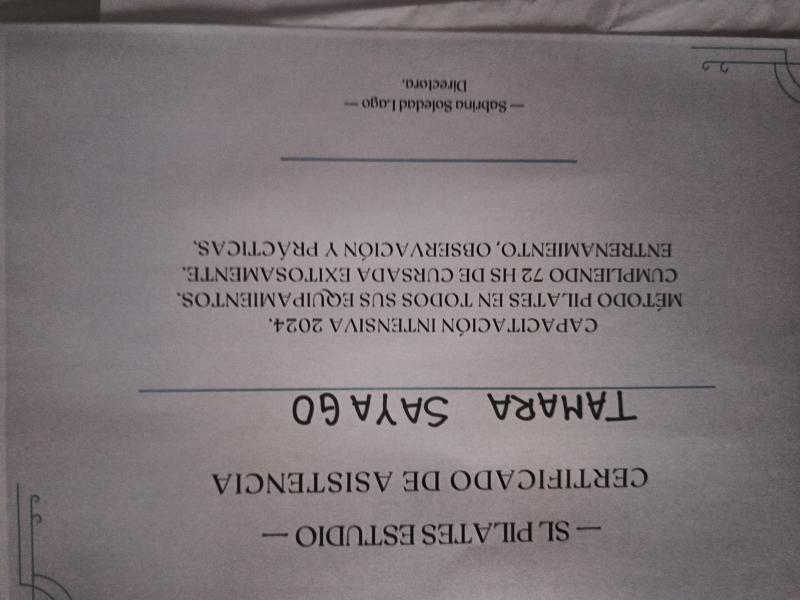 — SL PILATES ESTUDIO —
CERTIFICADO DE ASISTENCIA
TAMARA SAYAGO
CAPACITACIÓN INTENSIVA 2024.
MÉTODO PILATES EN TODOS SUS EQUIPAMIENTOS.
CUMPLIENDO 72 HS DE CURSADA EXITOSAMENTE.
ENTRENAMIENTO, OBSERVACIÓN Y PRÁCTICAS.
— Sabrina Soledad Lago —
Directora.